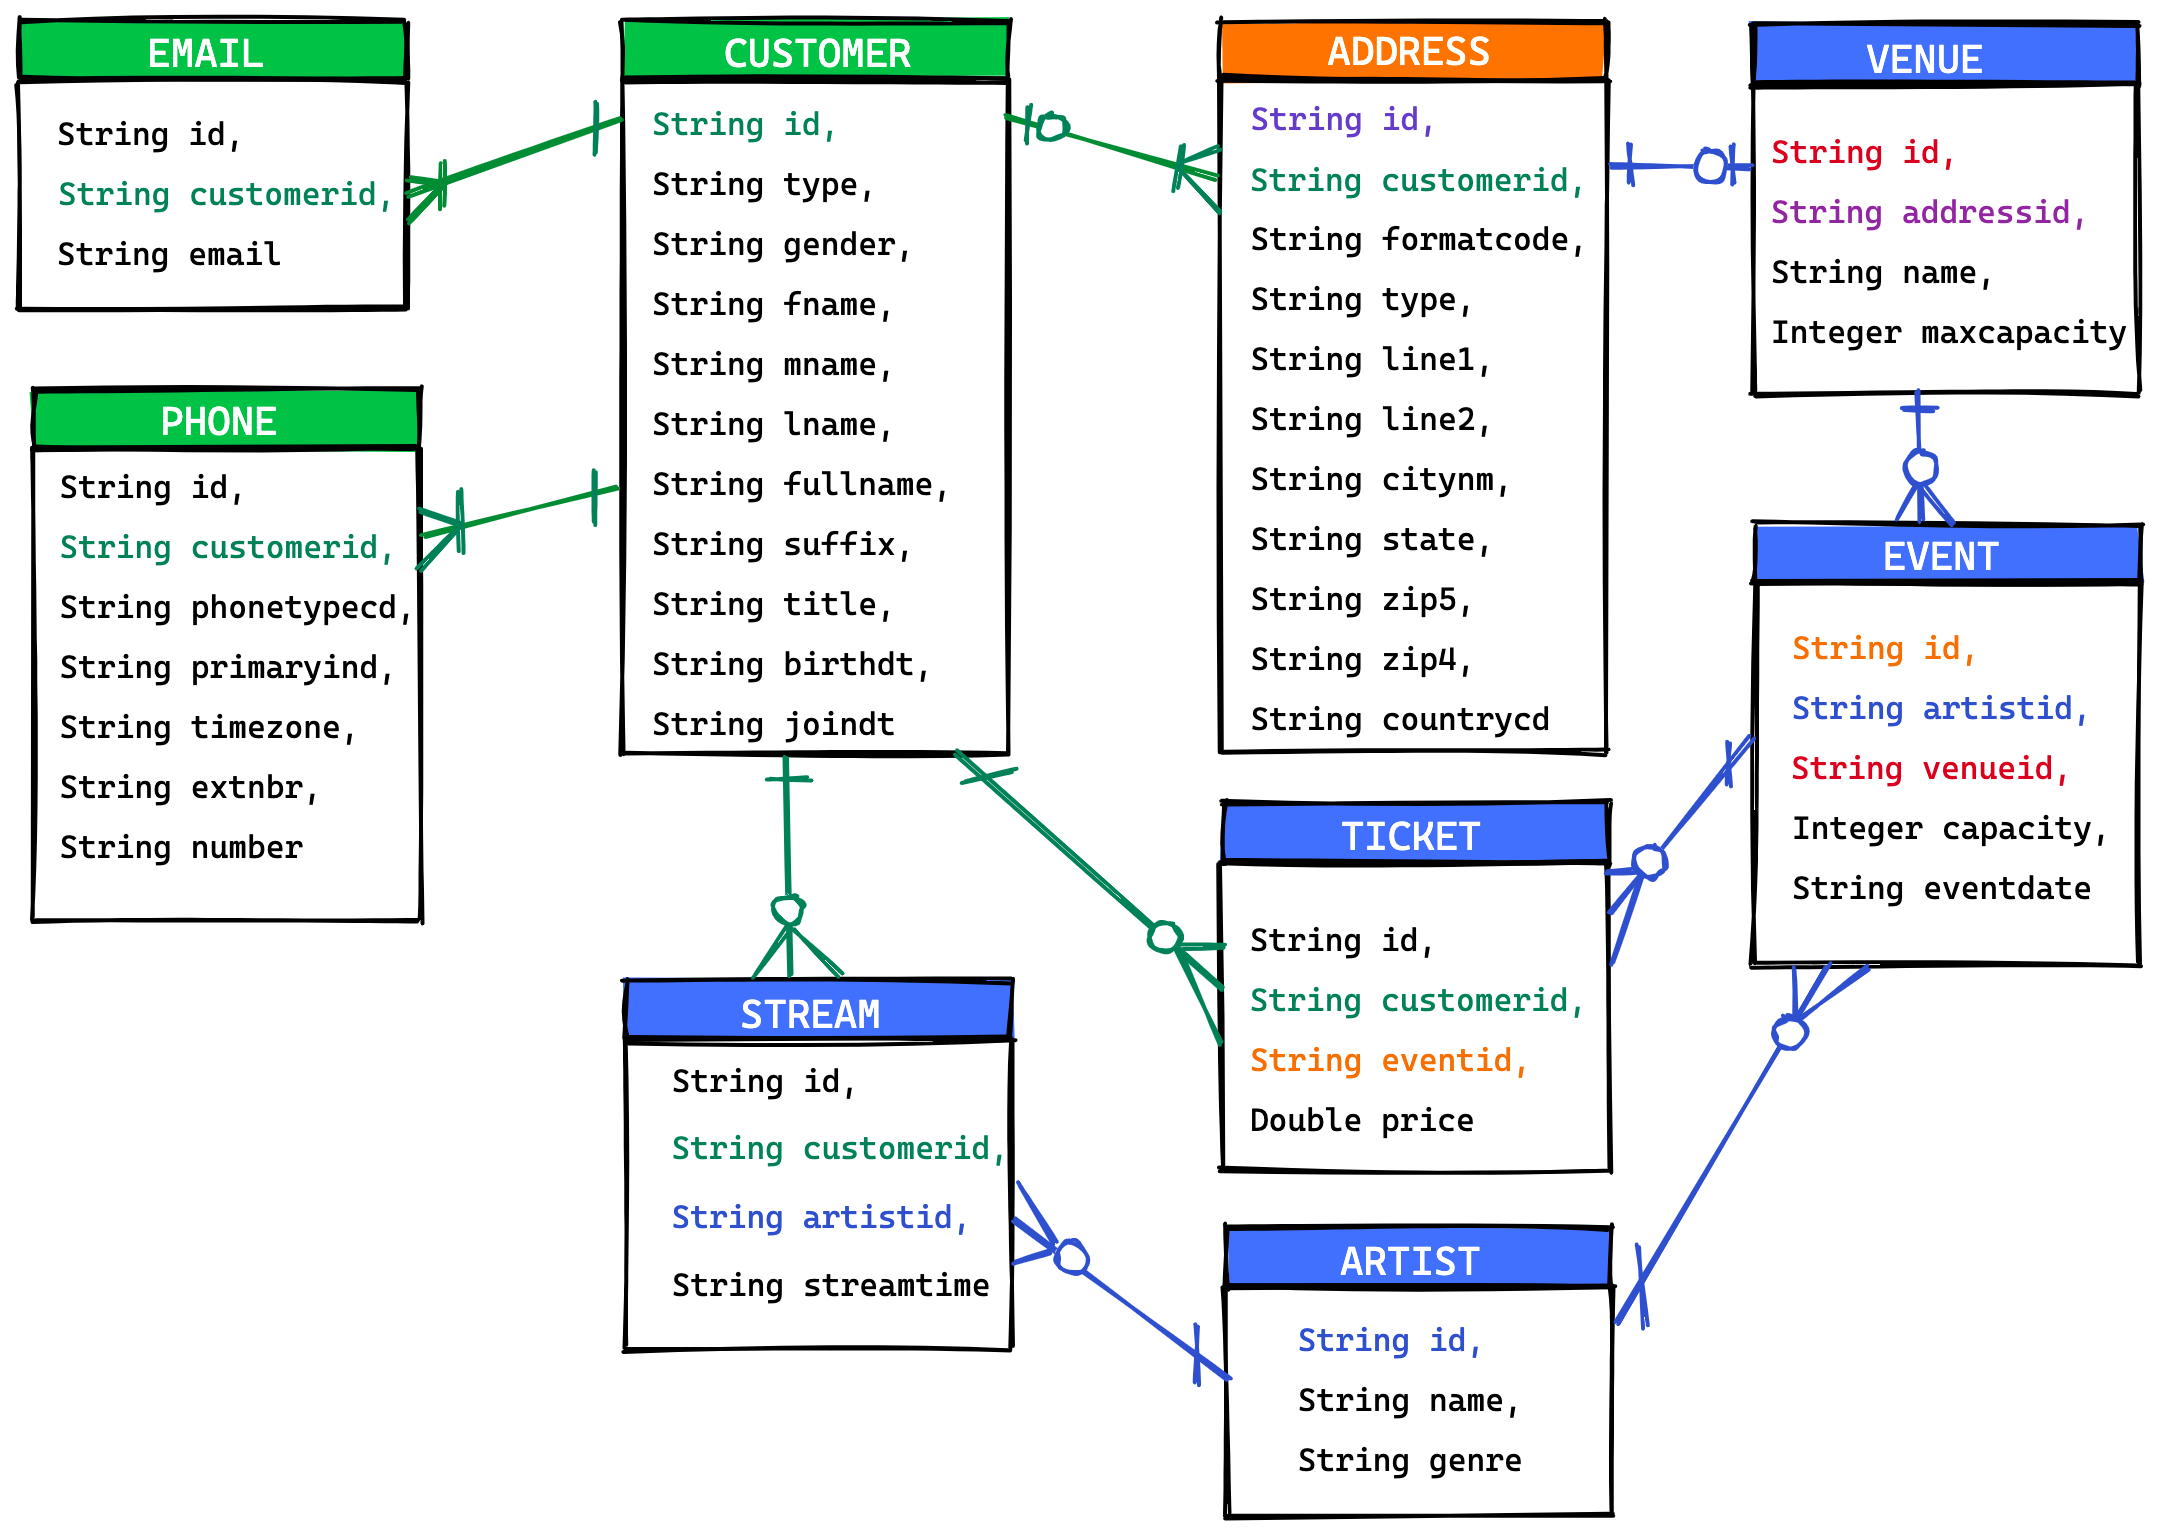 EMAIL
String id,
String customerid,
String email
PHONE
String id,
String customerid,
String phonetypecd,
String primaryind,
String timezone,
String extnbr,
String number
CUSTOMER
String id,
String type,
String gender,
String fname,
String mname,
String lname,
String fullname,
String suffix,
String title,
String birthdt,
String joindt
STREAM
String id,
String customerid,
String artistid,
String streamtime
ADDRESS
String id,
String customerid,
String formatcode,
String type,
String line1,
String line2,
String citynm,
String state,
String zip5,
String zip4,
String countrycd
TICKET
String id,
String customerid,
String eventid,
Double price
ARTIST
String id,
String name,
String genre
VENUE
String id,
String addressid,
String name,
Integer maxcapacity
EVENT
String id,
String artistid,
String venueid,
Integer capacity,
String eventdate